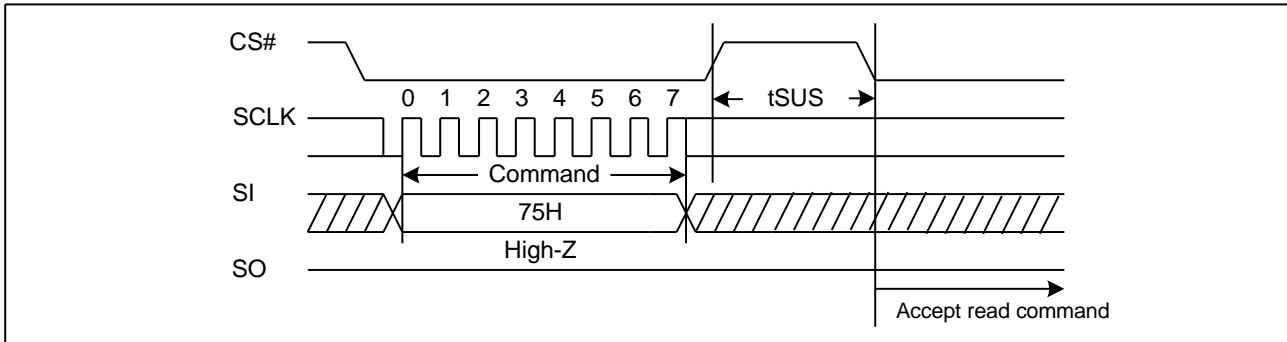 CS#
tSUS
0 1 2 3 4 5 6 7
SCLK
Command
SI
75H
High-Z
SO
Accept read command